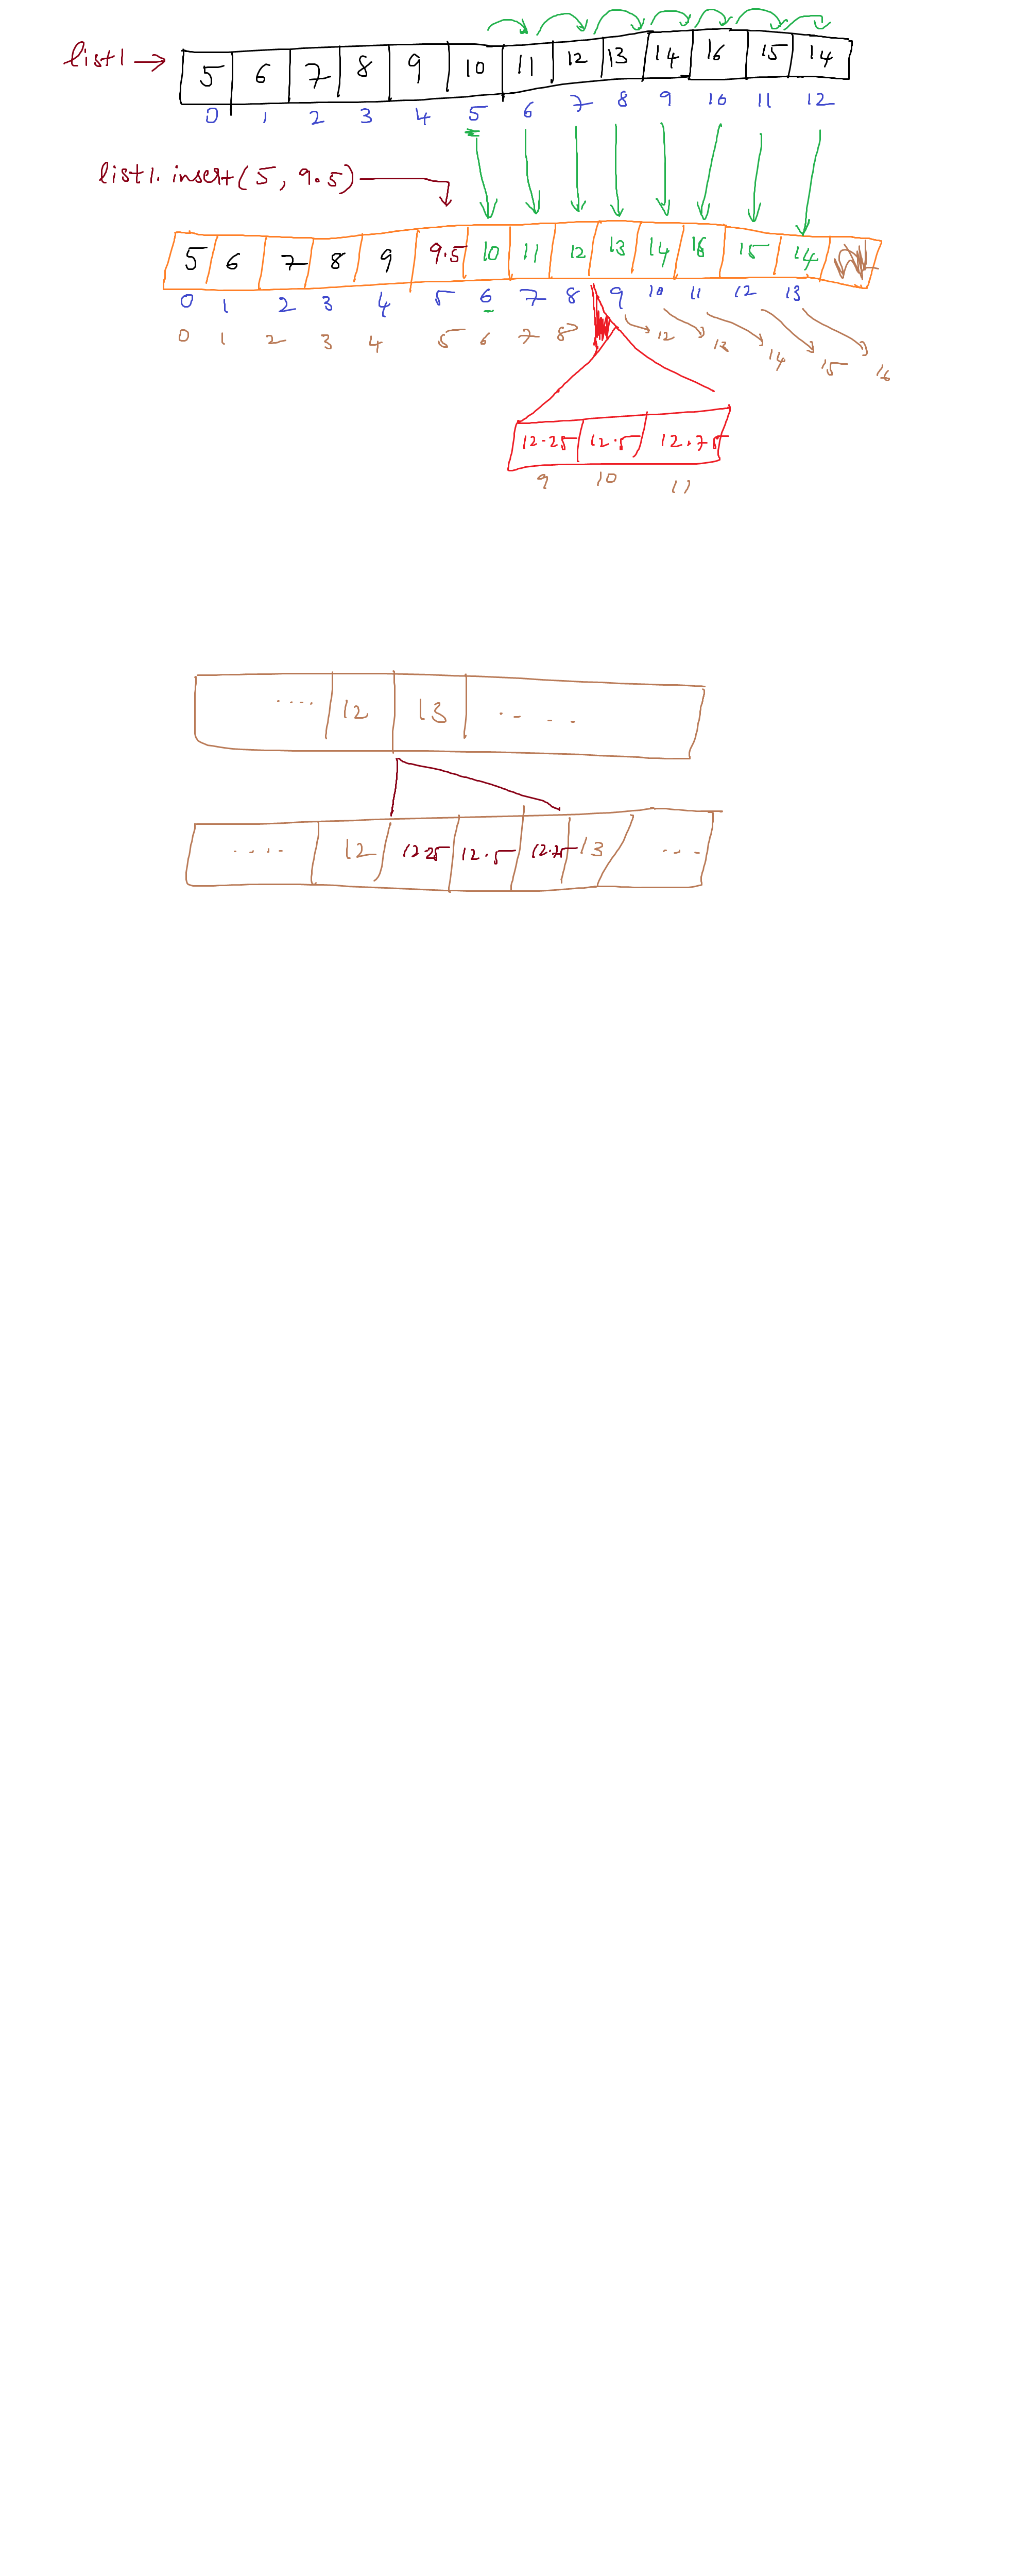 list1 → 5 6 7 8 9 10 11 12 13 14 16 15 14
0 1 2 3 4 5 6 7 8 9 10 11 12
list1.insert(5, 9.5)
5 6 7 8 9 9.5 10 11 12 13 14 16 15 14
0 1 2 3 4 5 6 7 8 9 10 11 12 13
0 1 2 3 4 5 6 7 8 12 13 14 15 16
12.25 12.5 12.75
9 10 11
.... 12 13 ....
.... 12 12.25 12.5 12.75 13 ....